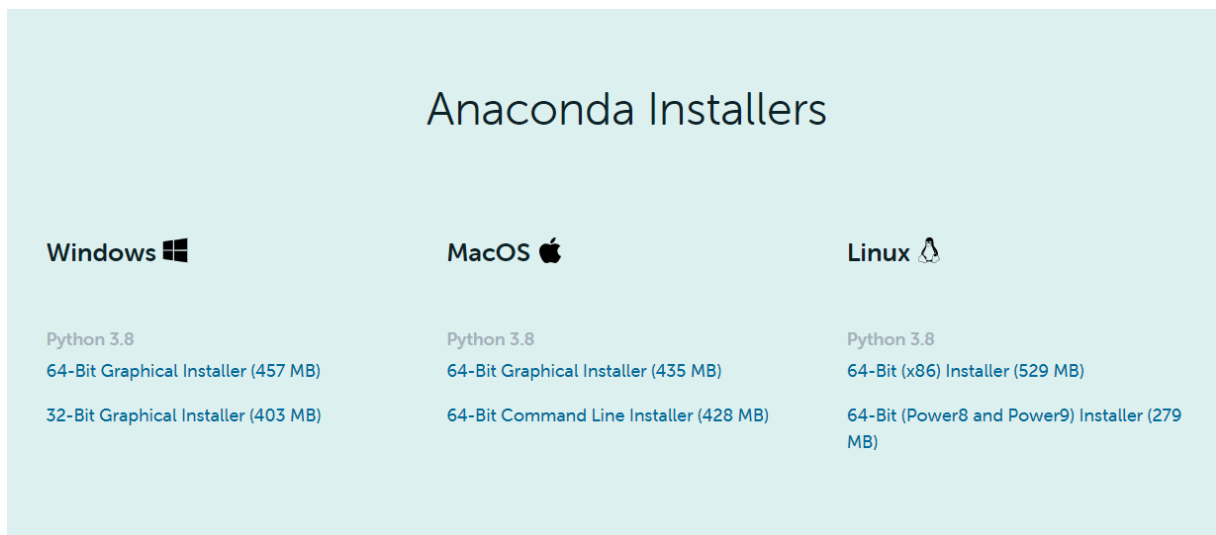 Anaconda Installers
Windows
Python 3.8
64-Bit Graphical Installer (457 MB)
32-Bit Graphical Installer (403 MB)
MacOS
Python 3.8
64-Bit Graphical Installer (435 MB)
64-Bit Command Line Installer (428 MB)
Linux
Python 3.8
64-Bit (x86) Installer (529 MB)
64-Bit (Power8 and Power9) Installer (279
MB)